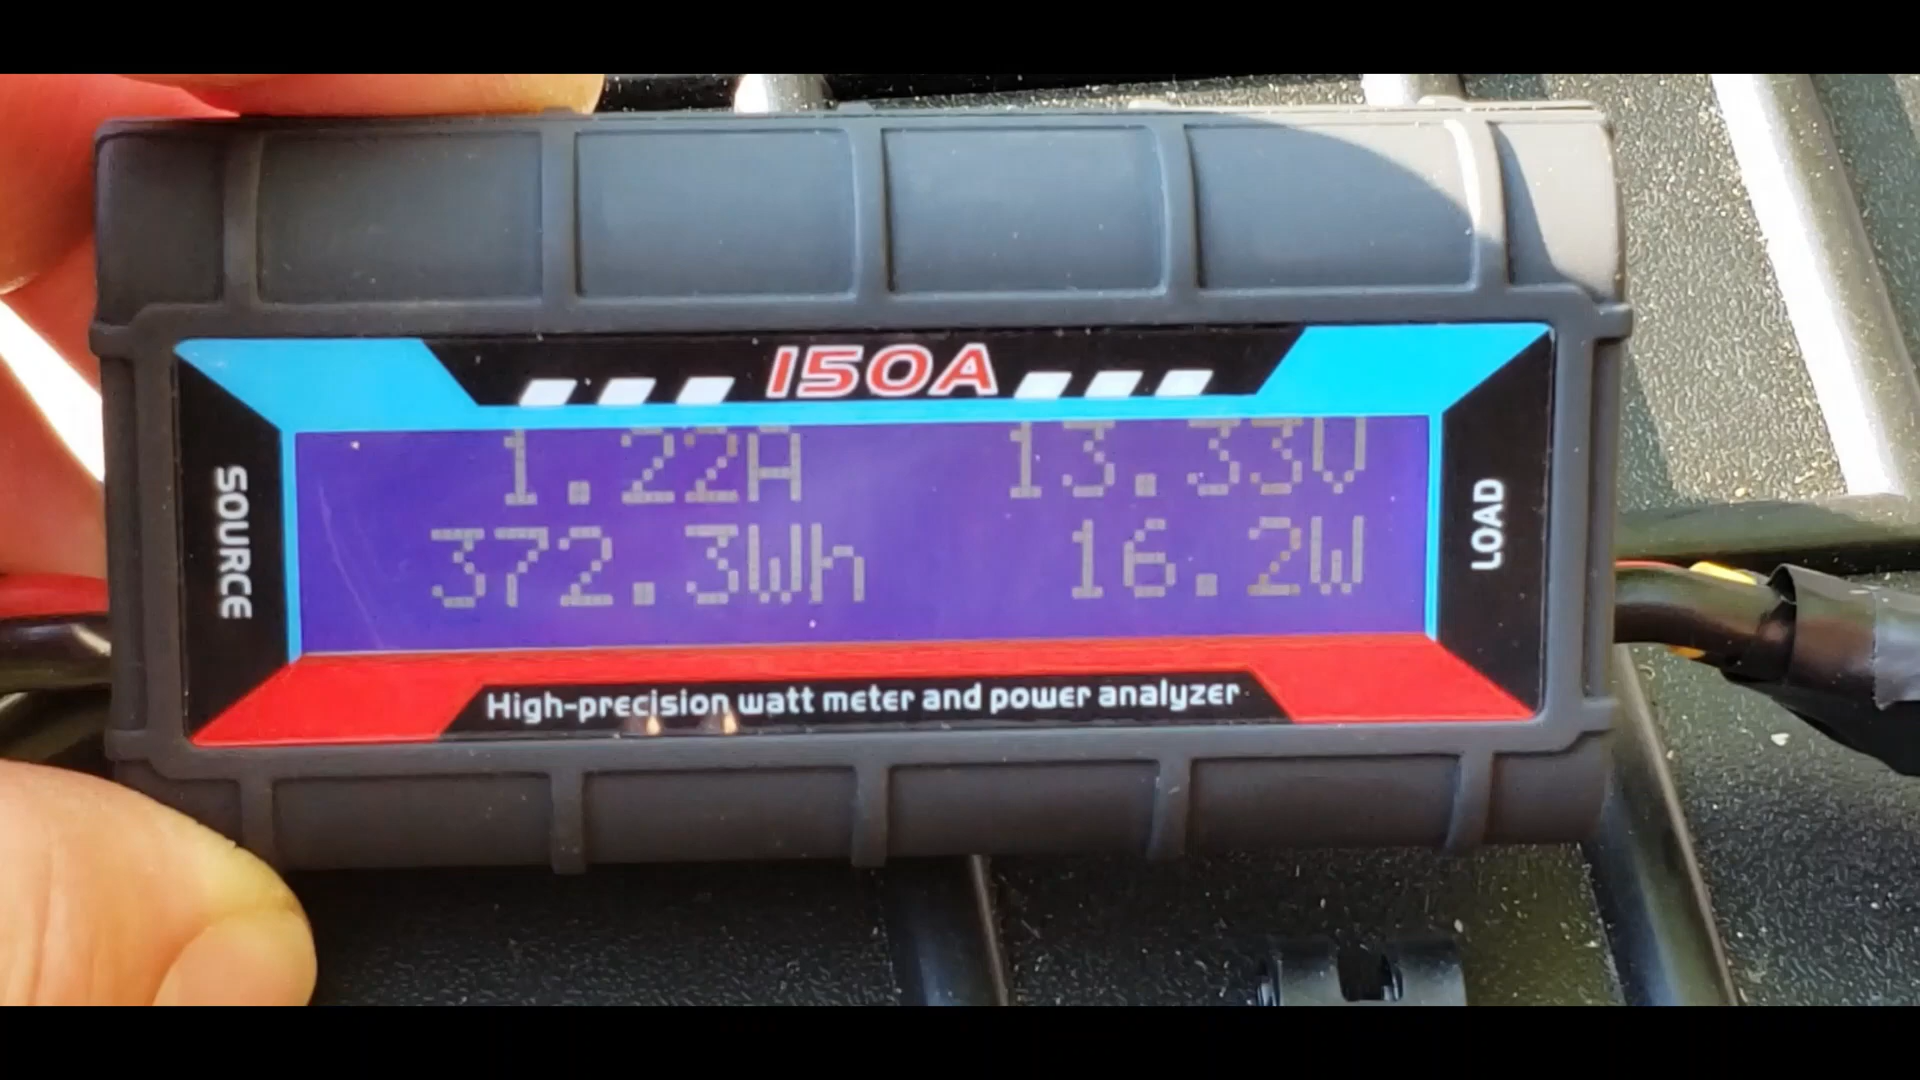 150A
1.22A 13.33V
SOURCE
372.3Wh 16.2W
LOAD
High-precision watt meter and power analyzer